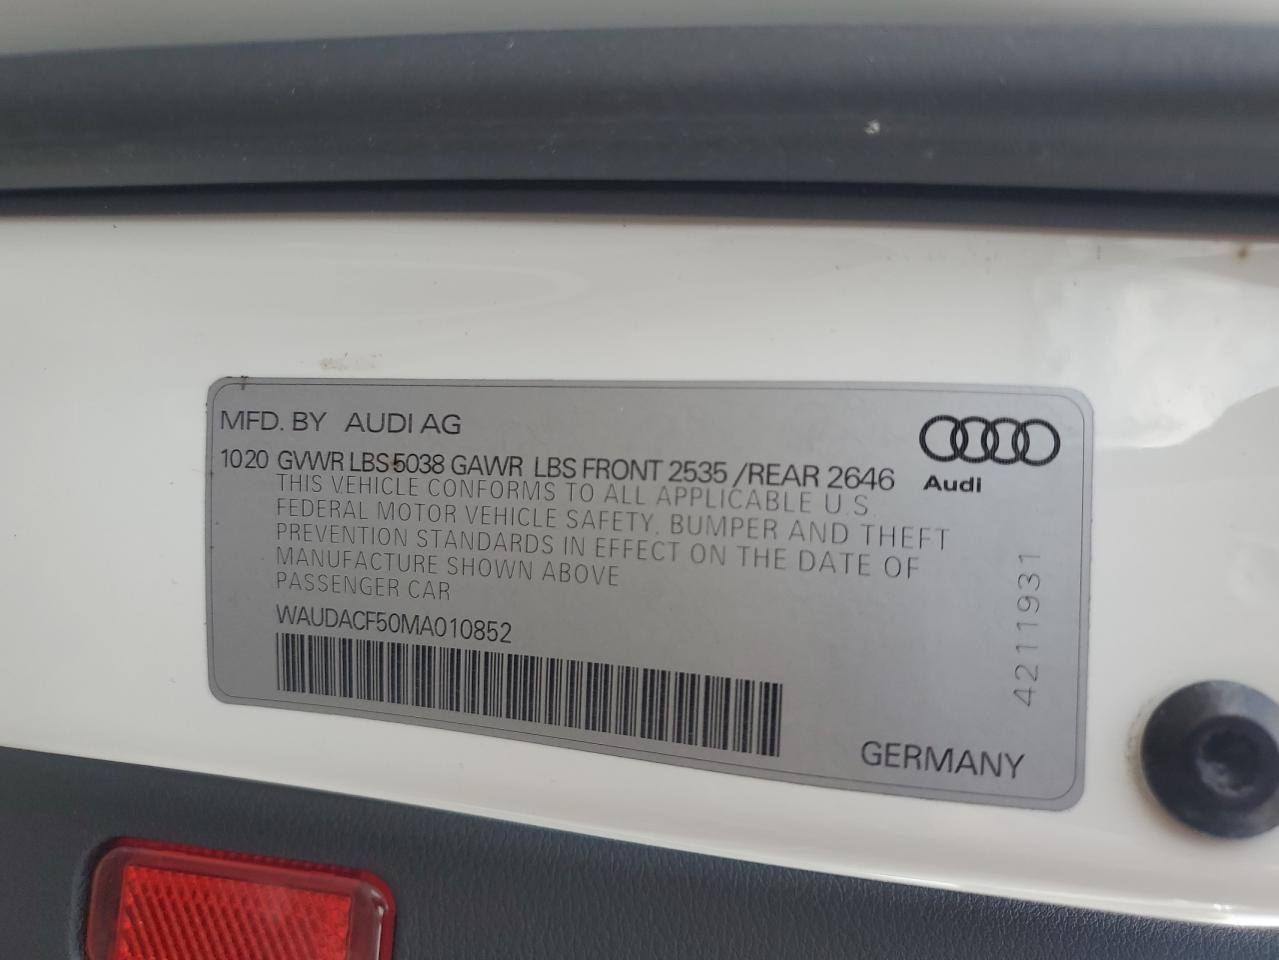 MFD. BY AUDI AG
1020 GVWR LBS 5038 GAWR LBS FRONT 2535 /REAR 2646
Audi
THIS VEHICLE CONFORMS TO ALL APPLICABLE U.S.
FEDERAL MOTOR VEHICLE SAFETY, BUMPER AND THEFT
PREVENTION STANDARDS IN EFFECT ON THE DATE OF
MANUFACTURE SHOWN ABOVE
PASSENGER CAR
WAUDACF50MA010852
4211931
GERMANY